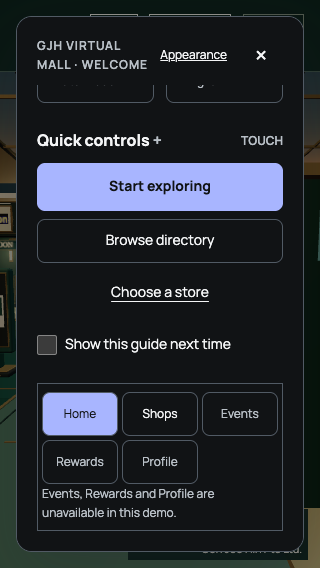 GJH VIRTUAL
MALL · WELCOME
Appearance
×
Quick controls +
TOUCH
Start exploring
Browse directory
Choose a store
Show this guide next time
Home
Shops
Events
Rewards
Profile
Events, Rewards and Profile are
unavailable in this demo.